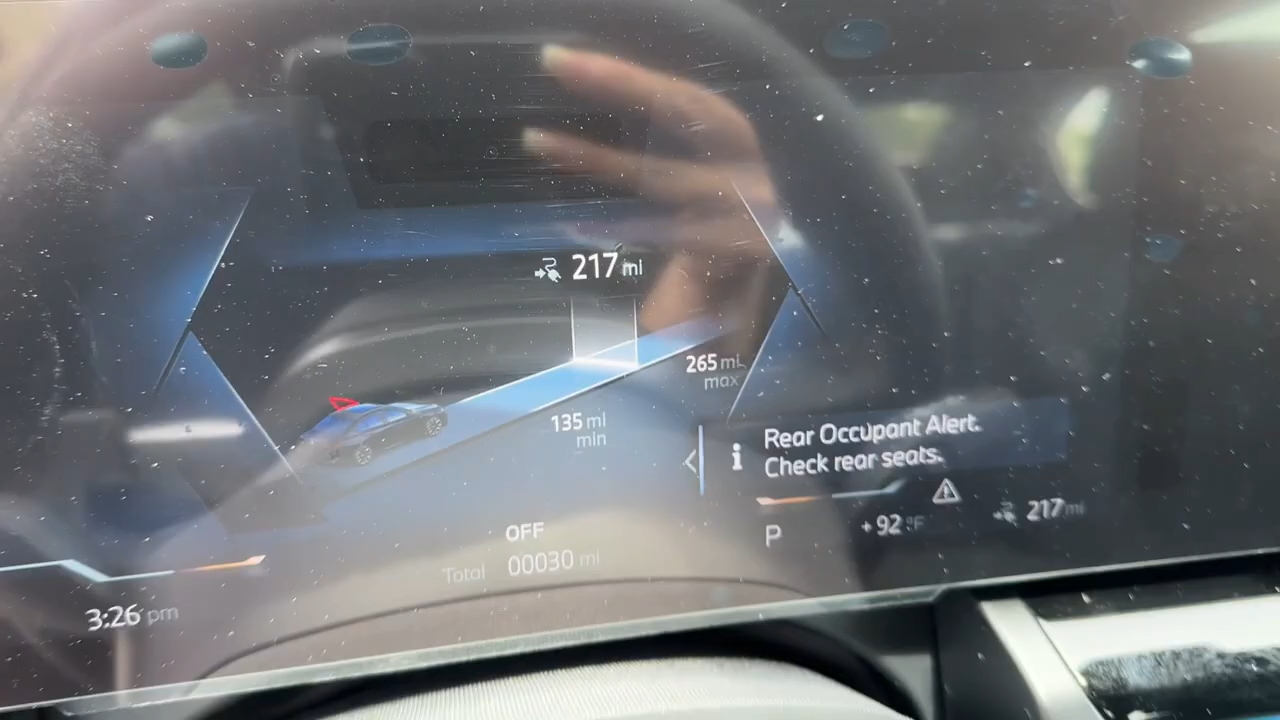 217 mi
265 mi
max
135 mi
min
Rear Occupant Alert.
Check rear seats.
OFF
Total 00030 mi
P
+92 °F
217 mi
3:26 pm